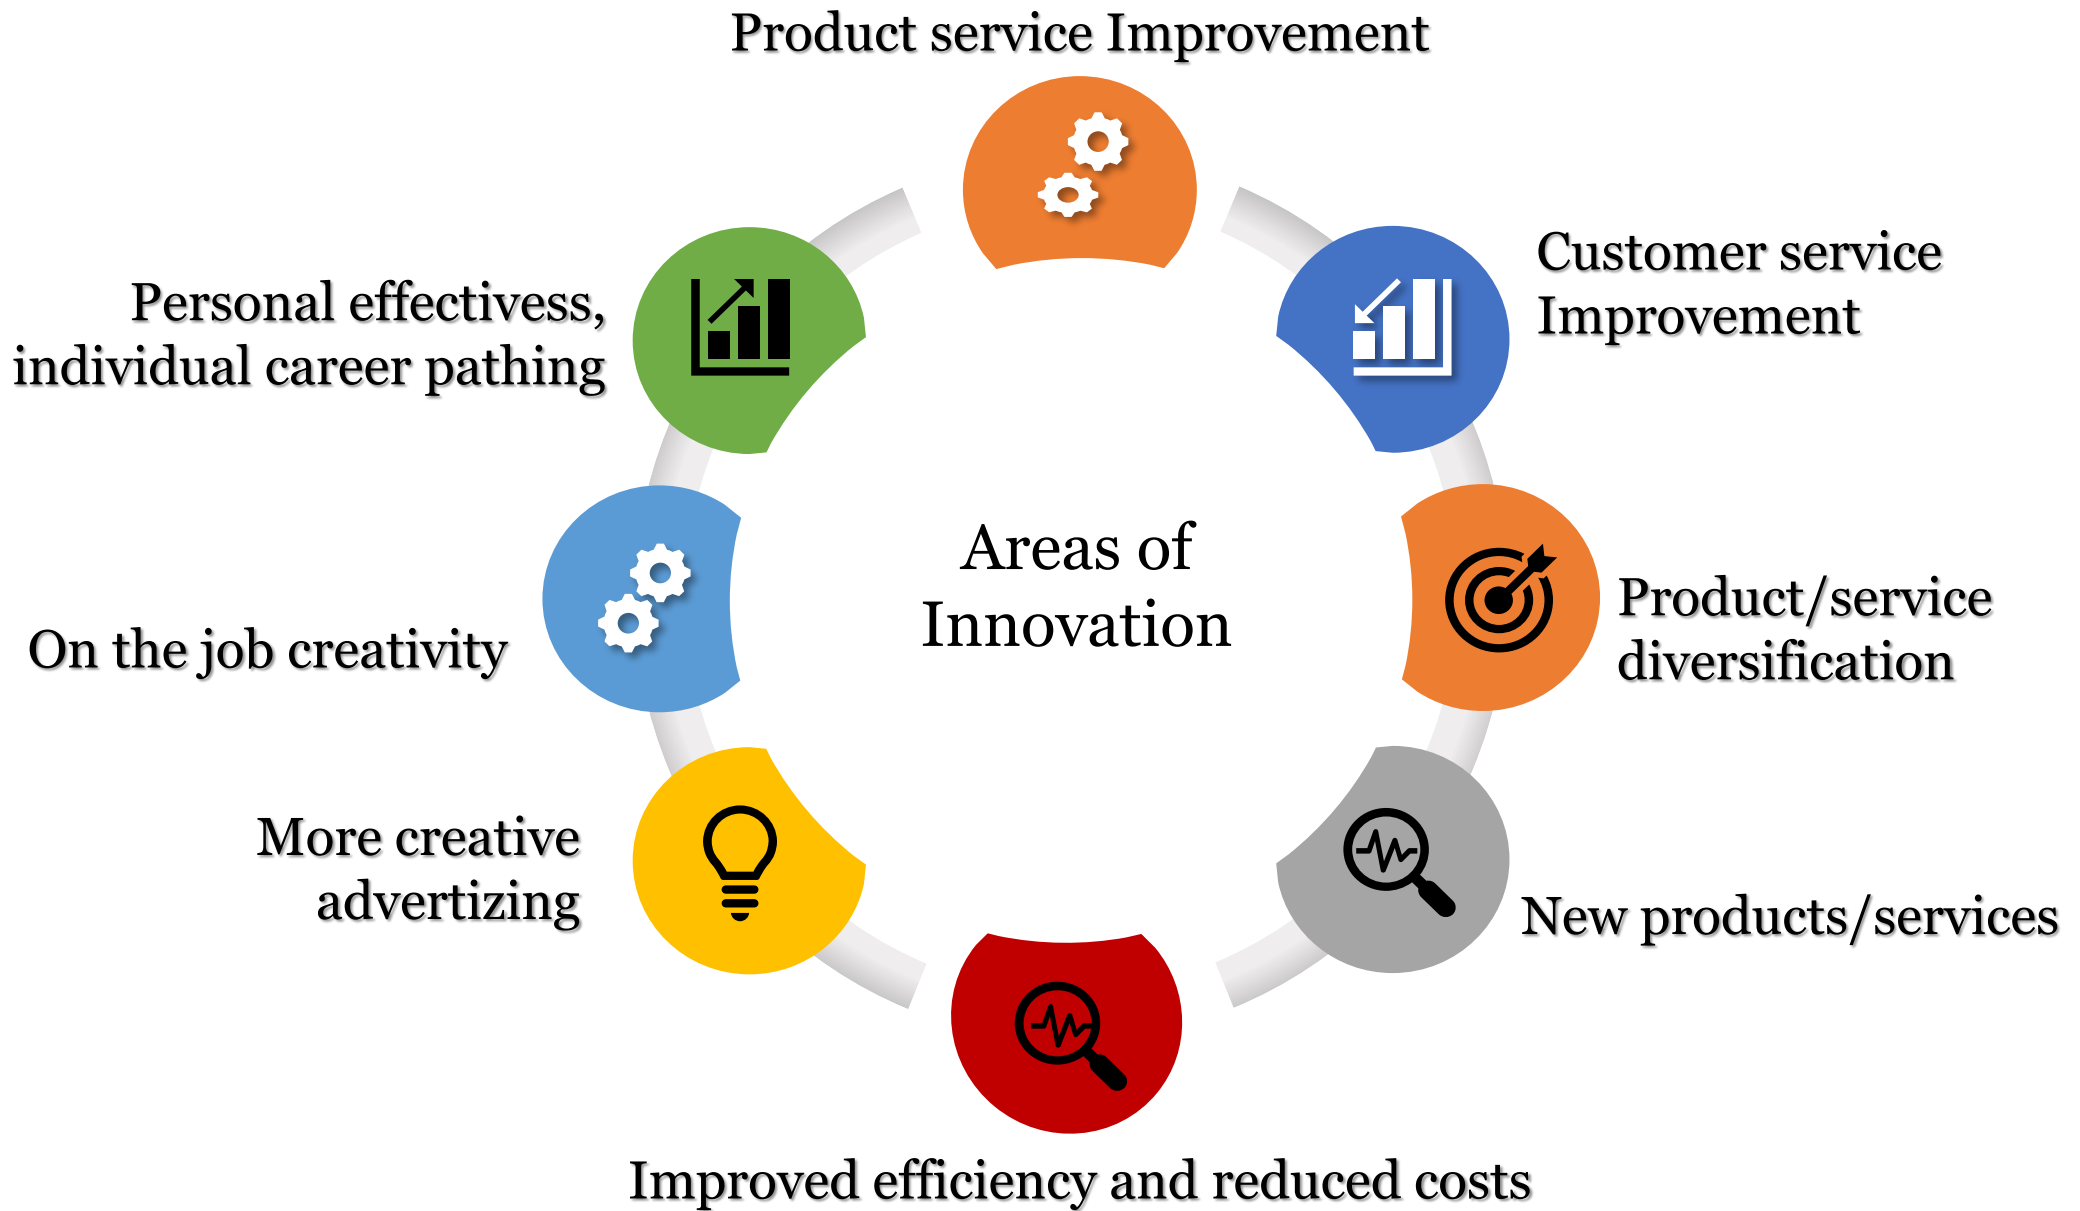 Product service Improvement
Customer service
Improvement
Personal effectivess,
individual career pathing
Areas of
Innovation
Product/service
diversification
On the job creativity
More creative
advertizing
New products/services
Improved efficiency and reduced costs